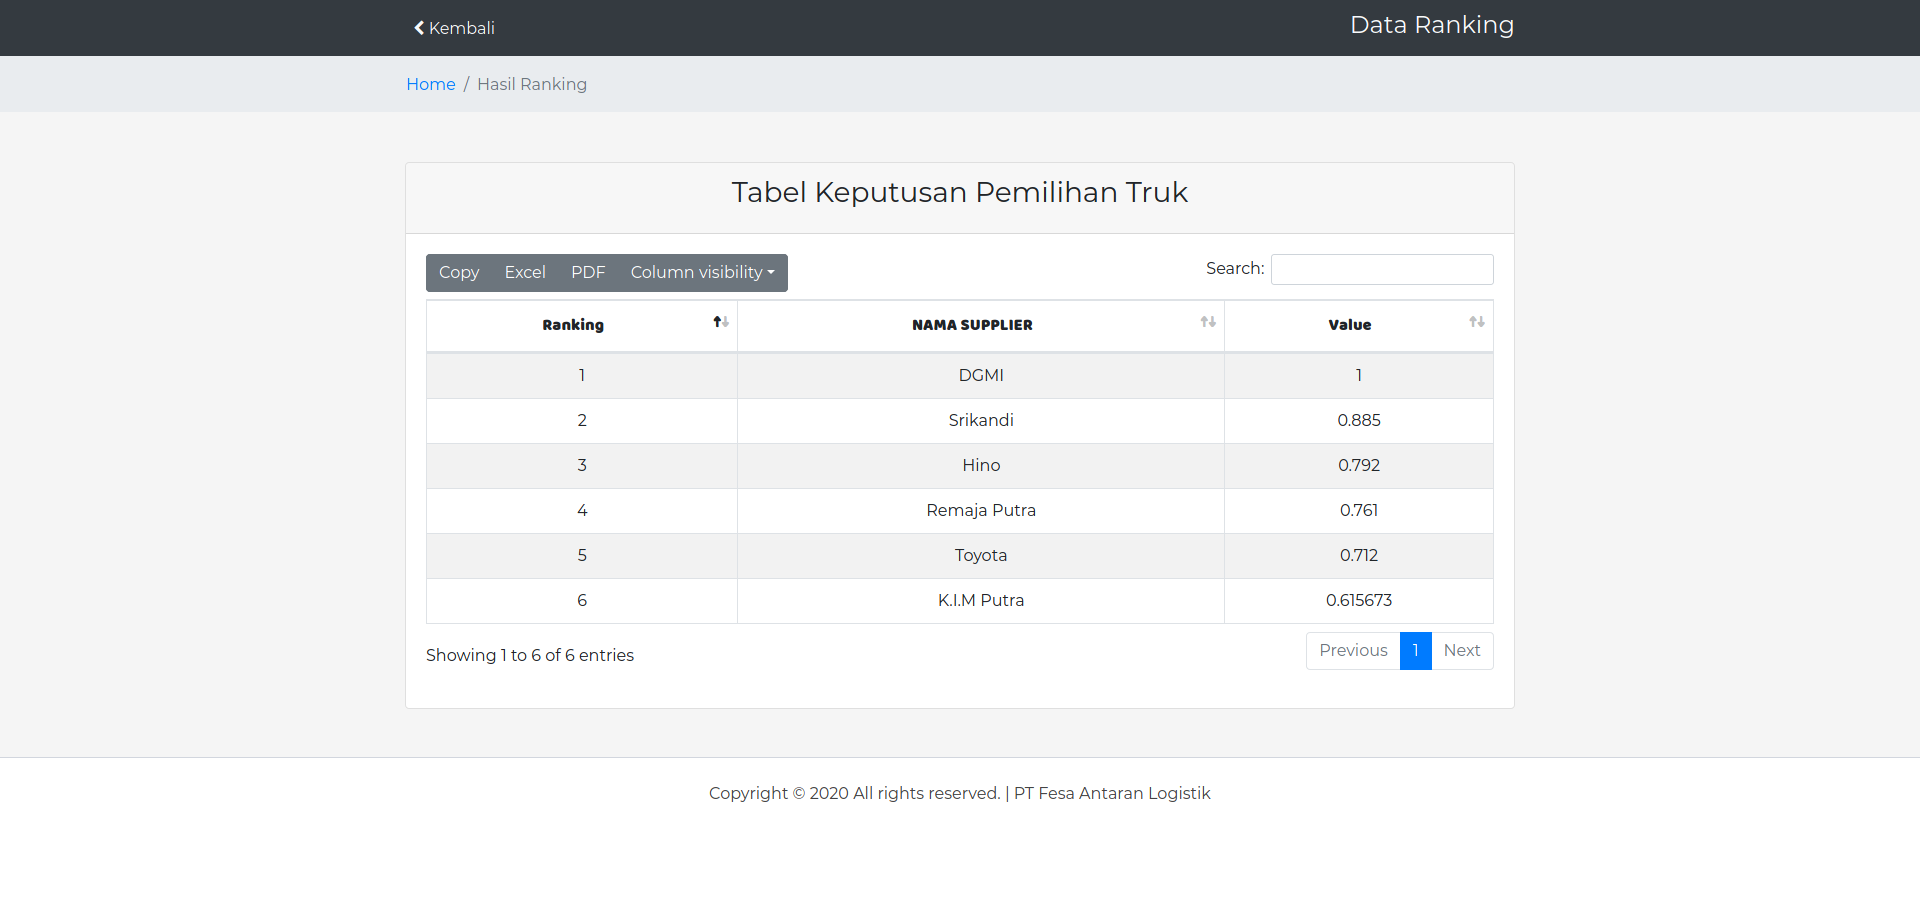 Kembali
Data Ranking
Home / Hasil Ranking
Tabel Keputusan Pemilihan Truk
Copy Excel PDF Column visibility
Search:
Ranking NAMA SUPPLIER Value
1 DGMI 1
2 Srikandi 0.885
3 Hino 0.792
4 Remaja Putra 0.761
5 Toyota 0.712
6 K.I.M Putra 0.615673
Showing 1 to 6 of 6 entries
Previous 1 Next
Copyright © 2020 All rights reserved. | PT Fesa Antaran Logistik